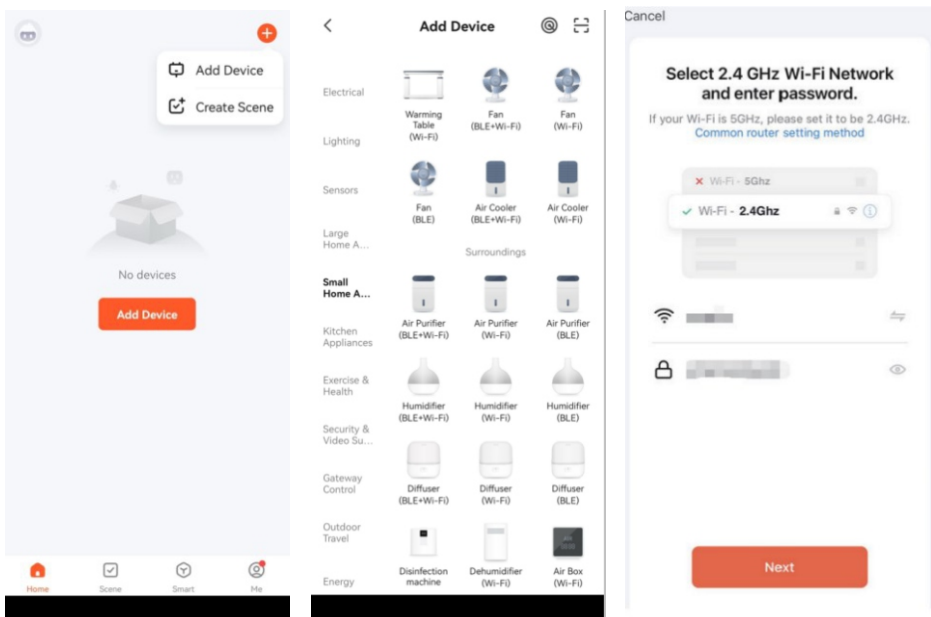 Add Device
Create Scene
No devices
Add Device
Home
Scene
Smart
Me
Add Device
Electrical
Lighting
Sensors
Large
Home A...
Small
Home A...
Kitchen
Appliances
Exercise &
Health
Security &
Video Su...
Gateway
Control
Outdoor
Travel
Energy
Warming
Table
(Wi-Fi)
Fan
(BLE+Wi-Fi)
Fan
(Wi-Fi)
Fan
(BLE)
Air Cooler
(BLE+Wi-Fi)
Air Cooler
(Wi-Fi)
Surroundings
Air Purifier
(BLE+Wi-Fi)
Air Purifier
(Wi-Fi)
Air Purifier
(BLE)
Humidifier
(BLE+Wi-Fi)
Humidifier
(Wi-Fi)
Humidifier
(BLE)
Diffuser
(BLE+Wi-Fi)
Diffuser
(Wi-Fi)
Diffuser
(BLE)
Disinfection
machine
Dehumidifier
(Wi-Fi)
Air Box
(Wi-Fi)
Cancel
Select 2.4 GHz Wi-Fi Network
and enter password.
If your Wi-Fi is 5GHz, please set it to be 2.4GHz.
Common router setting method
Wi-Fi - 5Ghz
Wi-Fi - 2.4Ghz
Next